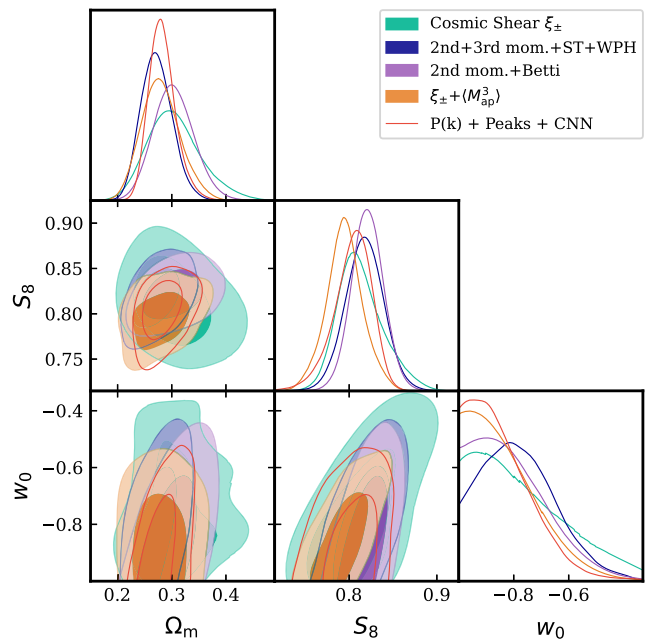 Cosmic Shear ξ±
2nd+3rd mom.+ST+WPH
2nd mom.+Betti
ξ±+⟨M³ap⟩
P(k) + Peaks + CNN
0.90
0.85
0.80
0.75
S₈
−0.4
−0.6
−0.8
w₀
0.2 0.3 0.4
0.8 0.9
−0.8 −0.6
Ωm
S₈
w₀